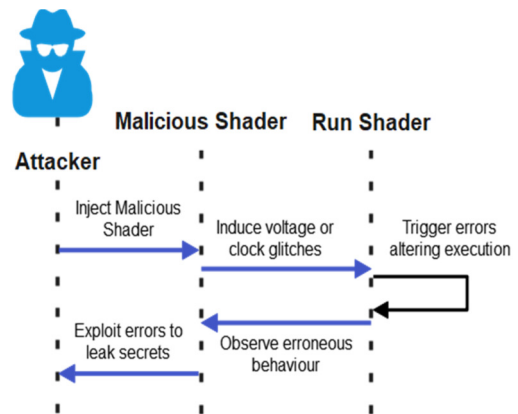 Malicious Shader
Run Shader
Attacker
Inject Malicious
Shader
Induce voltage or
clock glitches
Trigger errors
altering execution
Observe erroneous
behaviour
Exploit errors to
leak secrets